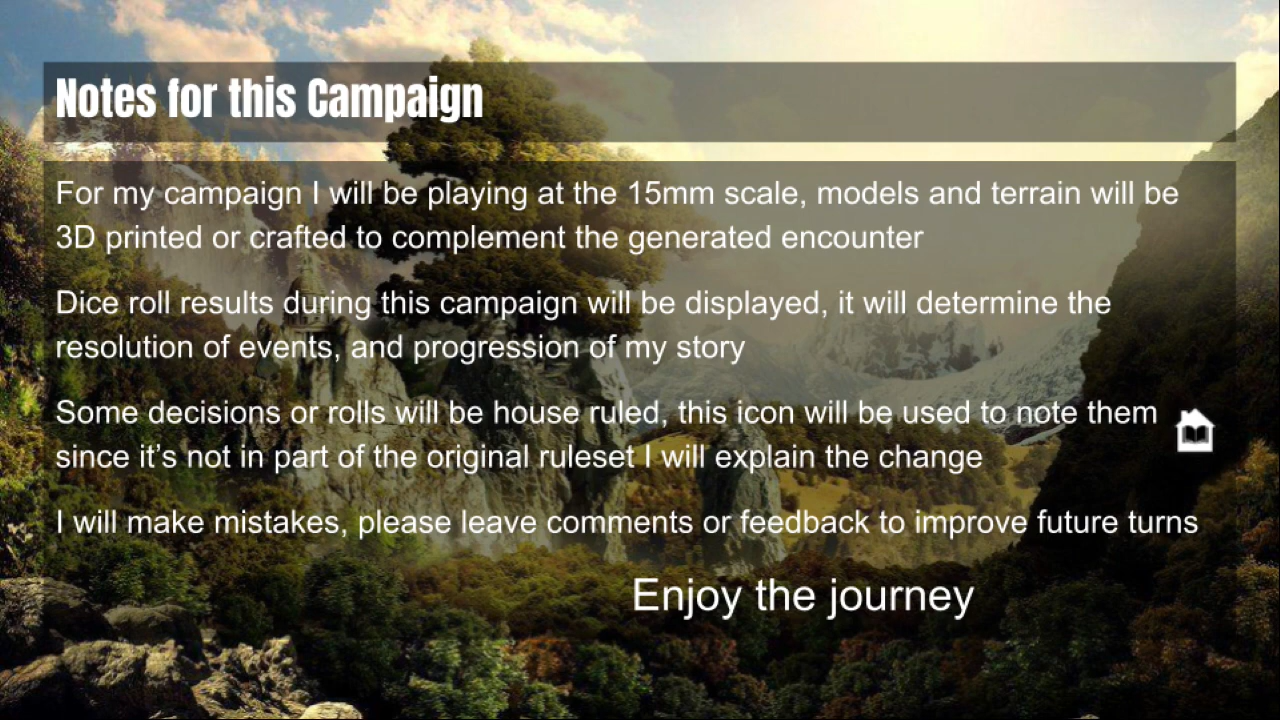 Notes for this Campaign
For my campaign I will be playing at the 15mm scale, models and terrain will be
3D printed or crafted to complement the generated encounter
Dice roll results during this campaign will be displayed, it will determine the
resolution of events, and progression of my story
Some decisions or rolls will be house ruled, this icon will be used to note them
since it’s not in part of the original ruleset I will explain the change
I will make mistakes, please leave comments or feedback to improve future turns
Enjoy the journey